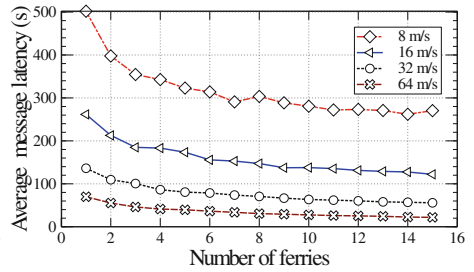 Average message latency (s)
500
400
300
200
100
0
0 2 4 6 8 10 12 14 16
Number of ferries
8 m/s
16 m/s
32 m/s
64 m/s